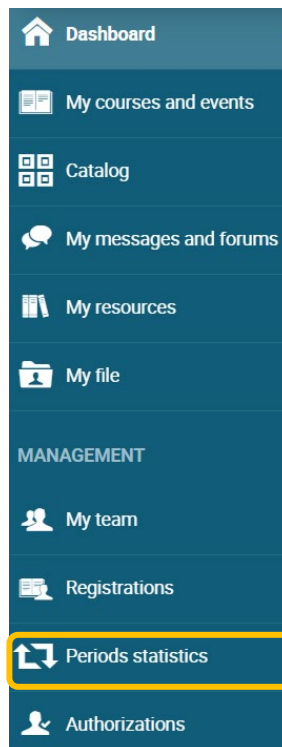 Dashboard
My courses and events
Catalog
My messages and forums
My resources
My file
MANAGEMENT
My team
Registrations
Periods statistics
Authorizations